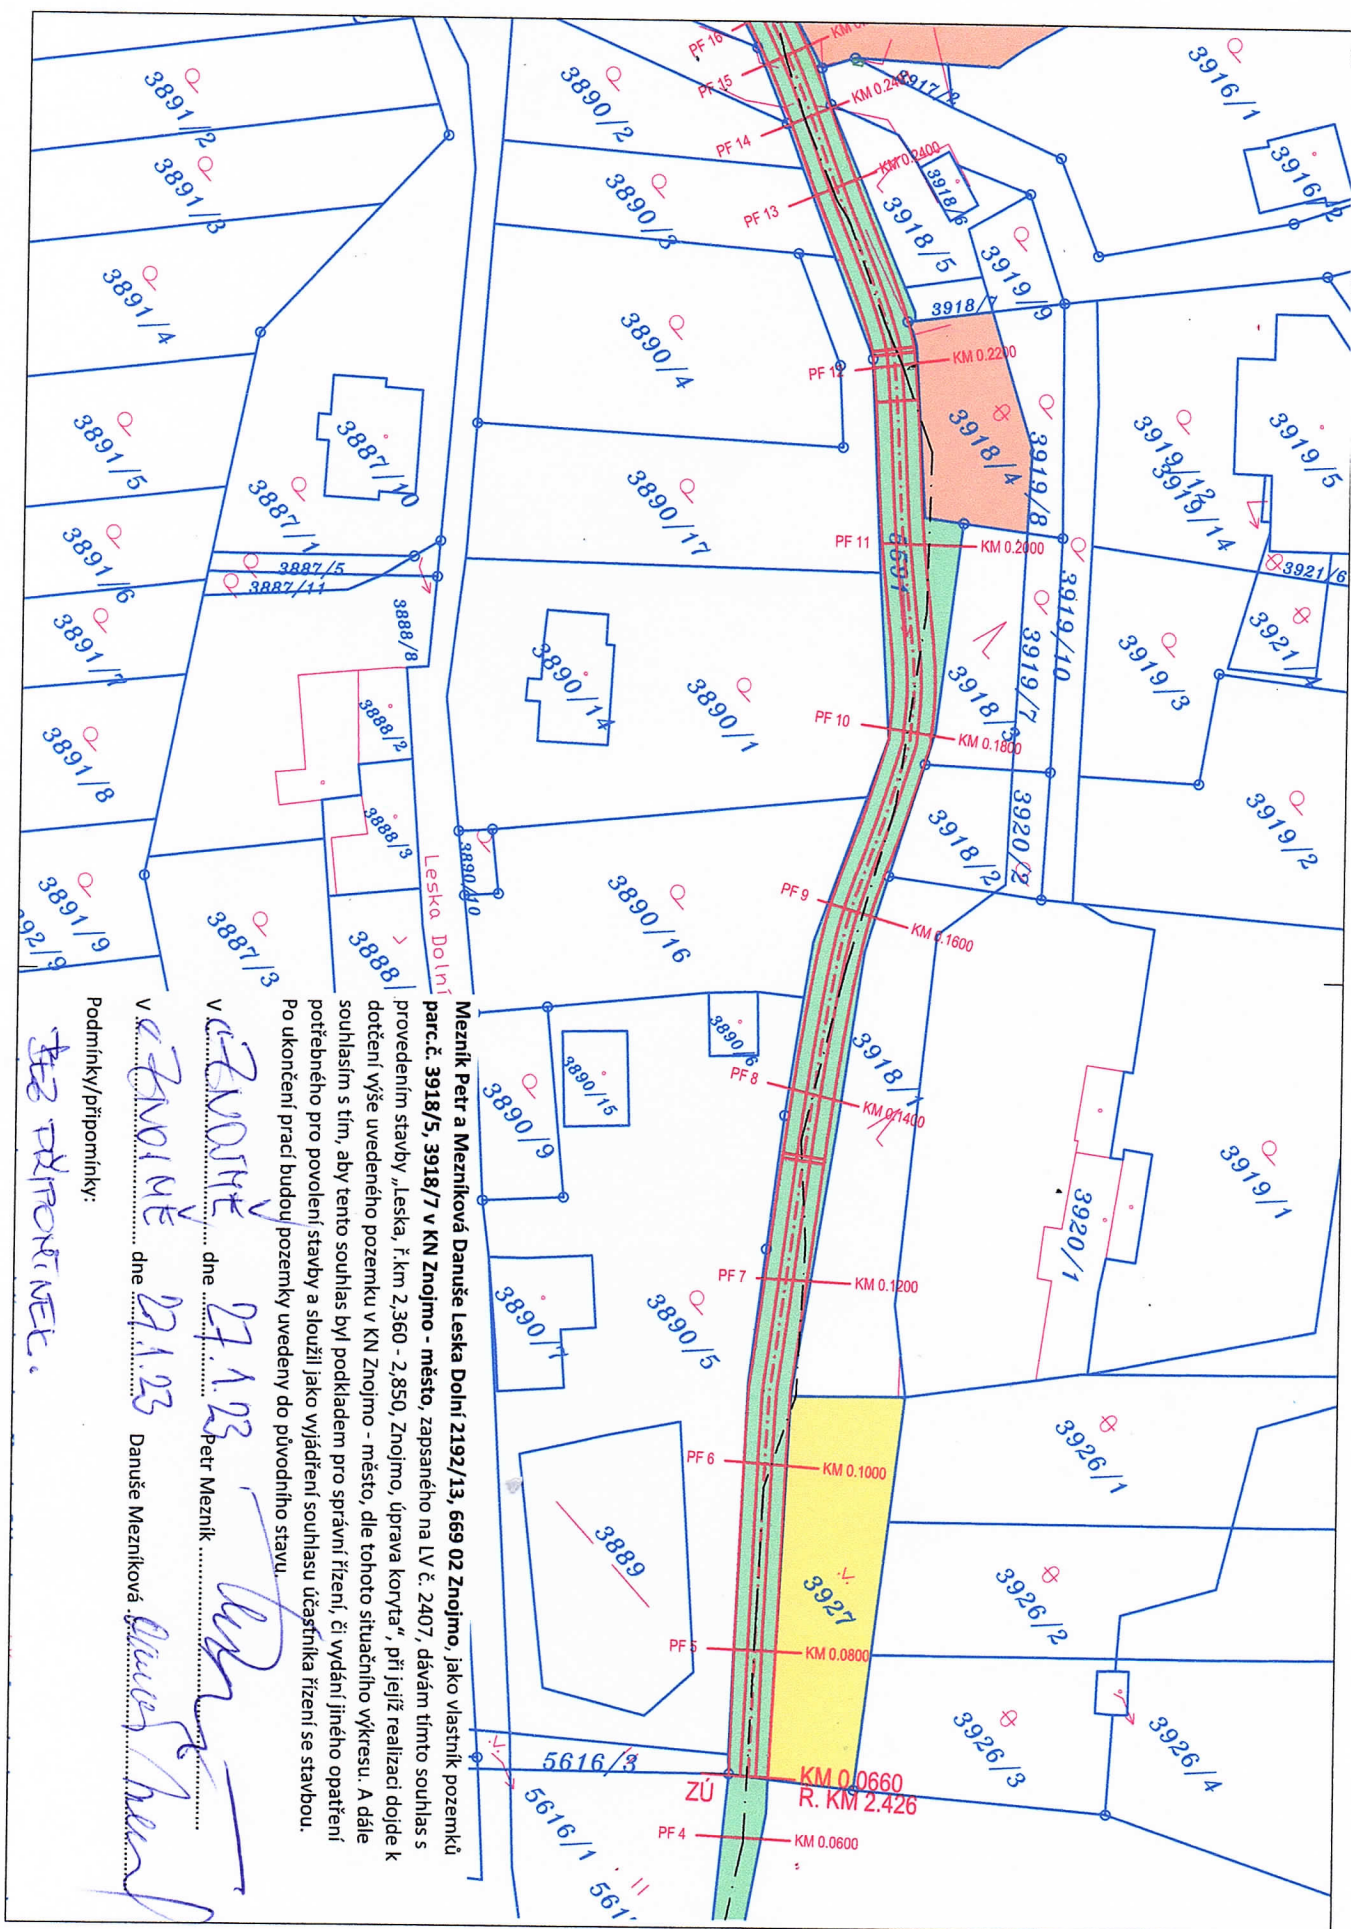 PF 16
PF 15
PF 14
KM 0.2400
PF 13
PF 12
KM 0.2200
PF 11
KM 0.2000
PF 10
KM 0.1800
PF 9
KM 0.1600
PF 8
KM 0.1400
PF 7
KM 0.1200
PF 6
KM 0.1000
PF 5
KM 0.0800
ZÚ
KM 0.0660
Ř. KM 2.426
PF 4
KM 0.0600
3916/1
3916/2
3917/2
3918/6
3918/5
3919/9
3918/7
3918/4
3919/8
3919/12
3919/14
3919/5
3921/6
3919/10
3919/7
3919/3
3918/3
3918/2
3920/2
3919/2
3918/1
3920/1
3919/1
3926/1
3926/2
3927
3926/3
3926/4
3891/2
3891/3
3891/4
3891/5
3891/6
3891/7
3891/8
3891/9
92/9
3890/2
3890/3
3890/4
3890/17
3890/14
3890/1
3890/10
3890/16
3890/6
3890/15
3890/9
3890/7
3890/5
3889
5616/3
5616/1
561
3887/10
3887/1
3887/5
3887/11
3888/8
3888/2
3888/3
3888/
3887/3
Leska Dolní
Mezník Petr a Mezníková Danuše Leska Dolní 2192/13, 669 02 Znojmo, jako vlastník pozemků
parc.č. 3918/5, 3918/7 v KN Znojmo - město, zapsaného na LV č. 2407, dávám tímto souhlas s
provedením stavby „Leska, ř.km 2,360 - 2,850, Znojmo, úprava koryta“, při jejíž realizaci dojde k
dotčení výše uvedeného pozemku v KN Znojmo - město, dle tohoto situačního výkresu. A dále
souhlasím s tím, aby tento souhlas byl podkladem pro správní řízení, či vydání jiného opatření
potřebného pro povolení stavby a sloužil jako vyjádření souhlasu účastníka řízení se stavbou.
Po ukončení prací budou pozemky uvedeny do původního stavu.
v ZNOJMĚ dne 27.1.23 Petr Mezník
v ZNOJMĚ dne 27.1.23 Danuše Mezníková
Podmínky/připomínky:
BEZ PŘIPOMÍNEK.